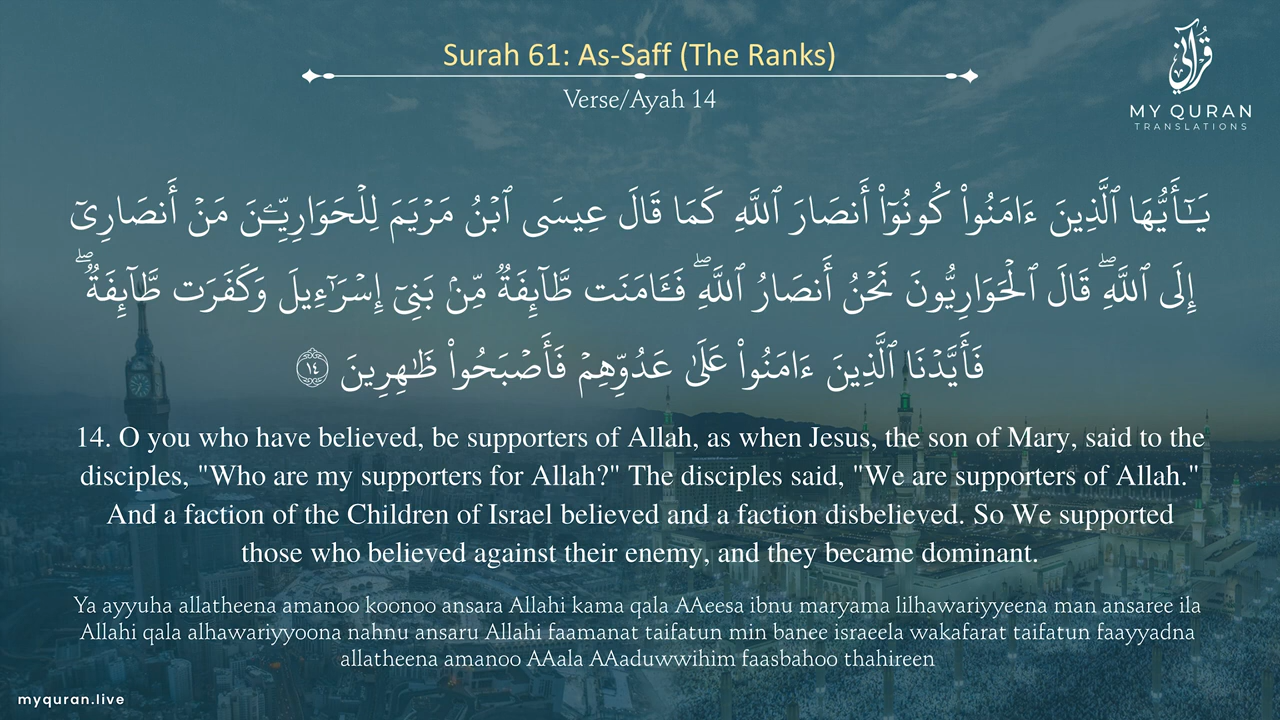 Surah 61: As-Saff (The Ranks)
Verse/Ayah 14
قُرْآنِي
MY QURAN
TRANSLATIONS
يَـٰٓأَيُّهَا ٱلَّذِينَ ءَامَنُوا۟ كُونُوٓا۟ أَنصَارَ ٱللَّهِ كَمَا قَالَ عِيسَى ٱبْنُ مَرْيَمَ لِلْحَوَارِيِّـۧنَ مَنْ أَنصَارِىٓ
إِلَى ٱللَّهِ ۖ قَالَ ٱلْحَوَارِيُّونَ نَحْنُ أَنصَارُ ٱللَّهِ ۖ فَـَٔامَنَت طَّآئِفَةٌ مِّنۢ بَنِىٓ إِسْرَٰٓءِيلَ وَكَفَرَت طَّآئِفَةٌ ۖ
فَأَيَّدْنَا ٱلَّذِينَ ءَامَنُوا۟ عَلَىٰ عَدُوِّهِمْ فَأَصْبَحُوا۟ ظَـٰهِرِينَ ١٤
14. O you who have believed, be supporters of Allah, as when Jesus, the son of Mary, said to the
disciples, "Who are my supporters for Allah?" The disciples said, "We are supporters of Allah."
And a faction of the Children of Israel believed and a faction disbelieved. So We supported
those who believed against their enemy, and they became dominant.
Ya ayyuha allatheena amanoo koonoo ansara Allahi kama qala AAeesa ibnu maryama lilhawariyyeena man ansaree ila
Allahi qala alhawariyyoona nahnu ansaru Allahi faamanat taifatun min banee israeela wakafarat taifatun faayyadna
allatheena amanoo AAala AAaduwwihim faasbahoo thahireen
myquran.live